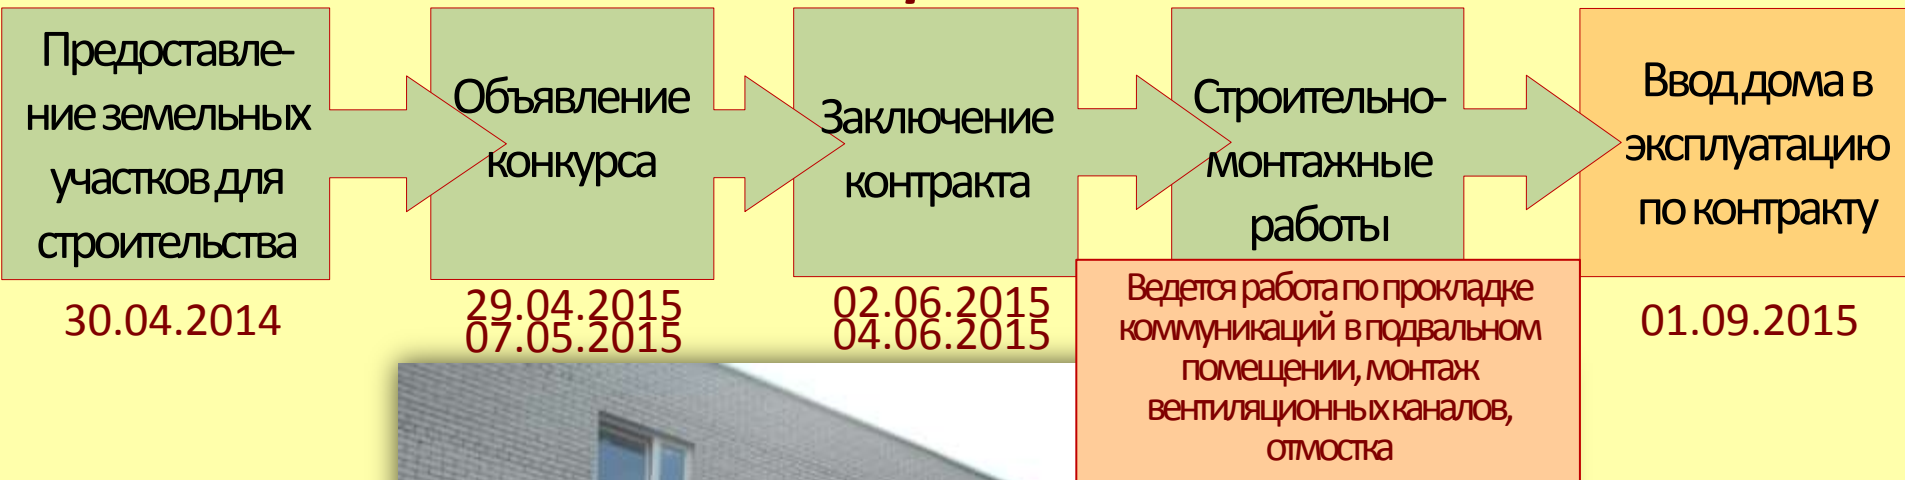 Предоставле-
ние земельных
участков для
строительства
30.04.2014
Объявление
конкурса
29.04.2015
07.05.2015
Заключение
контракта
02.06.2015
04.06.2015
Строительно-
монтажные
работы
Ведется работа по прокладке
коммуникаций в подвальном
помещении, монтаж
вентиляционных каналов,
отмостка
Ввод дома в
эксплуатацию
по контракту
01.09.2015